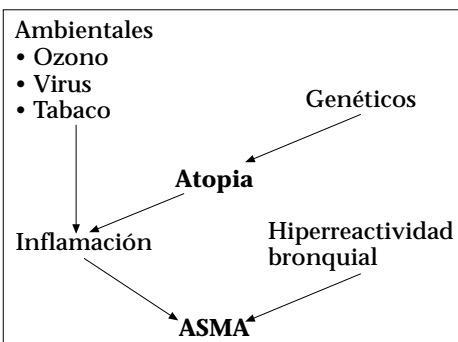 Ambientales
• Ozono
• Virus
• Tabaco
Genéticos
Atopia
Inflamación
Hiperreactividad
bronquial
ASMA